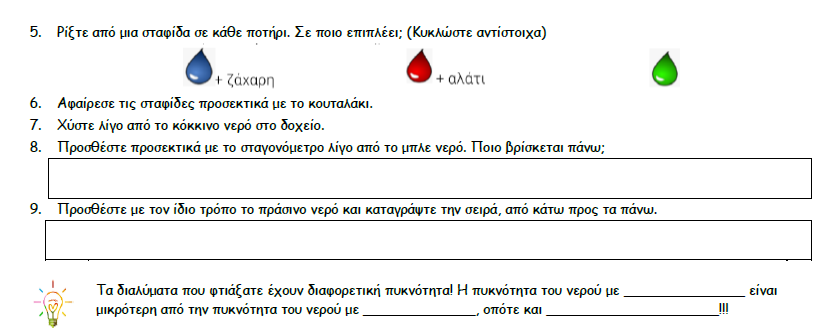 5. Ρίξτε από μια σταφίδα σε κάθε ποτήρι. Σε ποιο επιπλέει; (Κυκλώστε αντίστοιχα)
+ ζάχαρη + αλάτι
6. Αφαίρεσε τις σταφίδες προσεκτικά με το κουταλάκι.
7. Χύστε λίγο από το κόκκινο νερό στο δοχείο.
8. Προσθέστε προσεκτικά με το σταγονόμετρο λίγο από το μπλε νερό. Ποιο βρίσκεται πάνω;
9. Προσθέστε με τον ίδιο τρόπο το πράσινο νερό και καταγράψτε την σειρά, από κάτω προς τα πάνω.
Τα διαλύματα που φτιάξατε έχουν διαφορετική πυκνότητα! Η πυκνότητα του νερού με _________________ είναι
μικρότερη από την πυκνότητα του νερού με ________________, οπότε και ________________________!!!